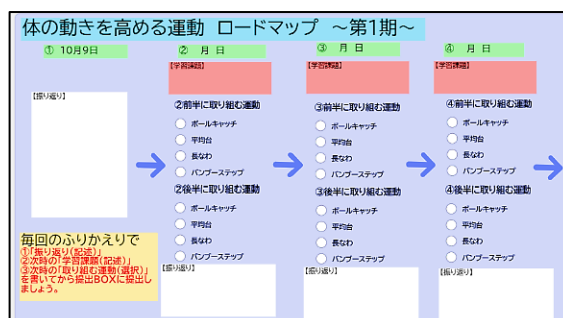 体の動きを高める運動 ロードマップ ～第1期～
① 10月9日
【振り返り】
毎回のふりかえりで
①「振り返り(記述)」
②次時の「学習課題(記述)」
③次時の「取り組む運動(選択)」
を書いてから提出BOXに提出し
ましょう。
② 月 日
【学習課題】
②前半に取り組む運動
ボールキャッチ
平均台
長なわ
バンブーステップ
②後半に取り組む運動
ボールキャッチ
平均台
長なわ
バンブーステップ
【振り返り】
③ 月 日
【学習課題】
③前半に取り組む運動
ボールキャッチ
平均台
長なわ
バンブーステップ
③後半に取り組む運動
ボールキャッチ
平均台
長なわ
バンブーステップ
【振り返り】
④ 月 日
【学習課題】
④前半に取り組む運動
ボールキャッチ
平均台
長なわ
バンブーステップ
④後半に取り組む運動
ボールキャッチ
平均台
長なわ
バンブーステップ
【振り返り】